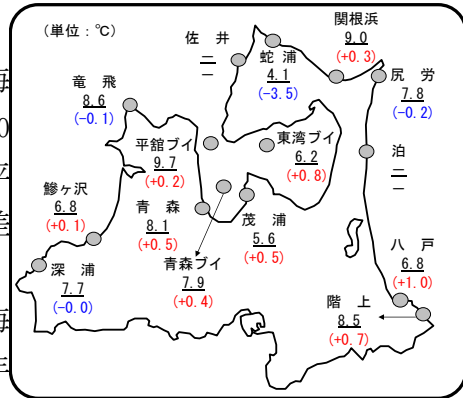 (単位:℃)
関根浜
9.0
(+0.3)
佐 井
ニ
一
蛇 浦
4.1
(−3.5)
尻 労
7.8
(−0.2)
竜 飛
8.6
(−0.1)
平舘ブイ
9.7
(+0.2)
東湾ブイ
6.2
(+0.8)
泊
ニ
一
鰺ヶ沢
6.8
(+0.1)
青 森
8.1
(+0.5)
茂 浦
5.6
(+0.5)
青森ブイ
7.9
(+0.4)
深 浦
7.7
(−0.0)
八 戸
6.8
(+1.0)
階 上
8.5
(+0.7)